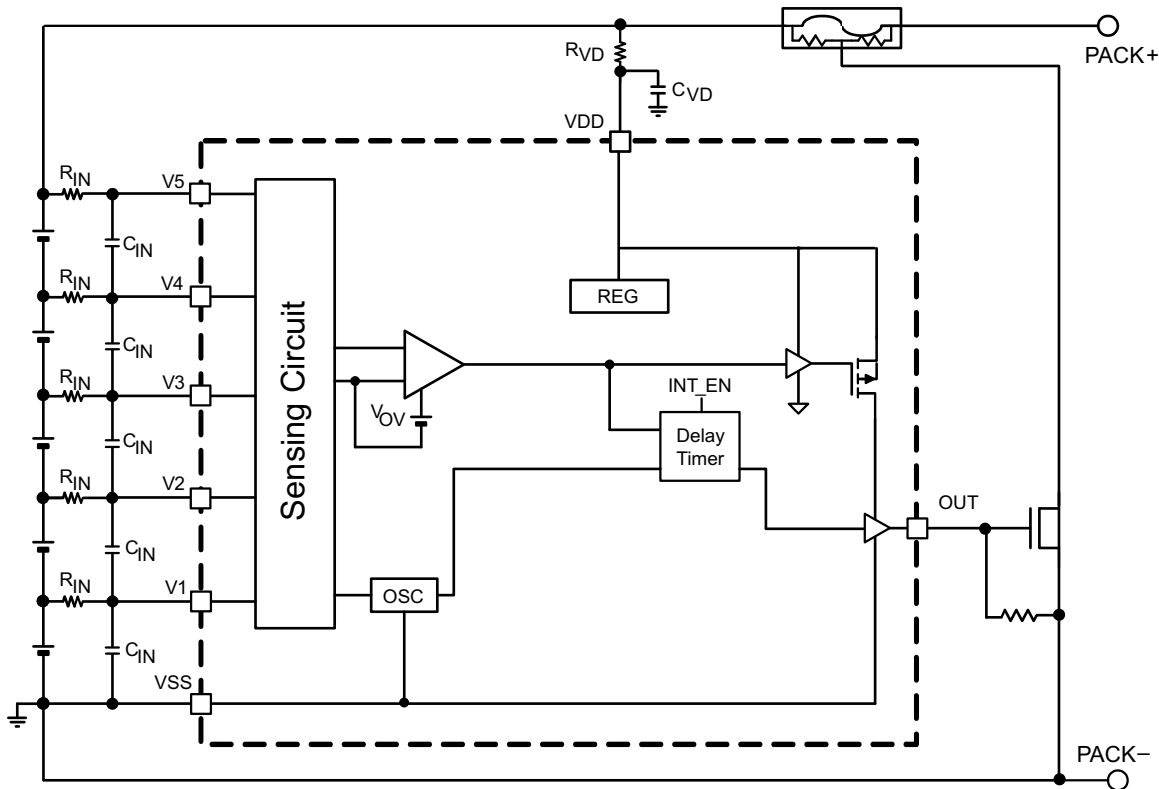 PACK+
RVD
CVD
VDD
RIN
V5
CIN
RIN
V4
REG
CIN
RIN
V3
INT_EN
VOV
Delay
Timer
CIN
Sensing Circuit
RIN
V2
OUT
CIN
RIN
V1
OSC
CIN
VSS
PACK–